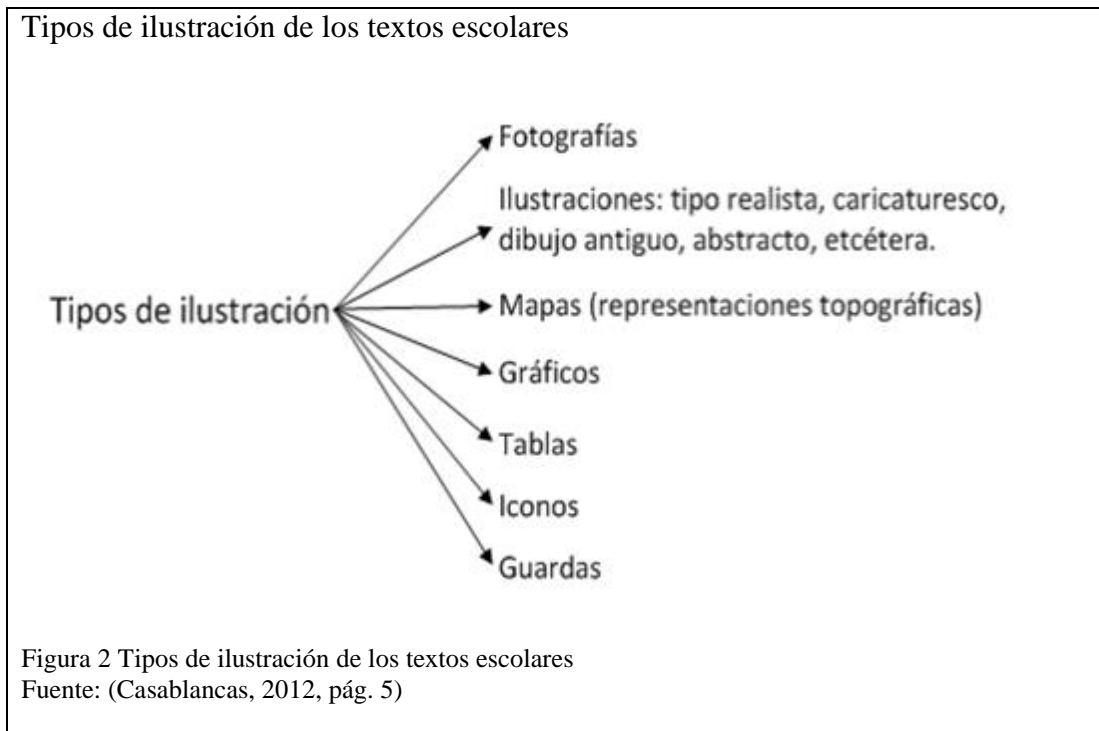 Tipos de ilustración de los textos escolares
Fotografías
Ilustraciones: tipo realista, caricaturesco,
dibujo antiguo, abstracto, etcétera.
Tipos de ilustración
Mapas (representaciones topográficas)
Gráficos
Tablas
Iconos
Guardas
Figura 2 Tipos de ilustración de los textos escolares
Fuente: (Casablancas, 2012, pág. 5)